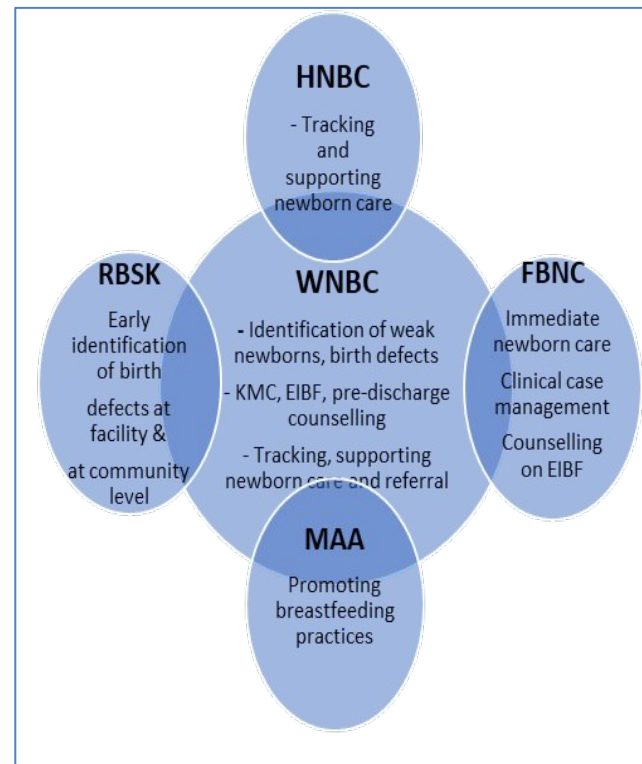 HNBC
- Tracking
and
supporting
newborn care
RBSK
Early
identification
of birth
defects at
facility &
at community
level
WNBC
- Identification of weak
newborns, birth defects
- KMC, EIBF, pre-discharge
counselling
- Tracking, supporting
newborn care and referral
FBNC
Immediate
newborn care
Clinical case
management
Counselling
on EIBF
MAA
Promoting
breastfeeding
practices